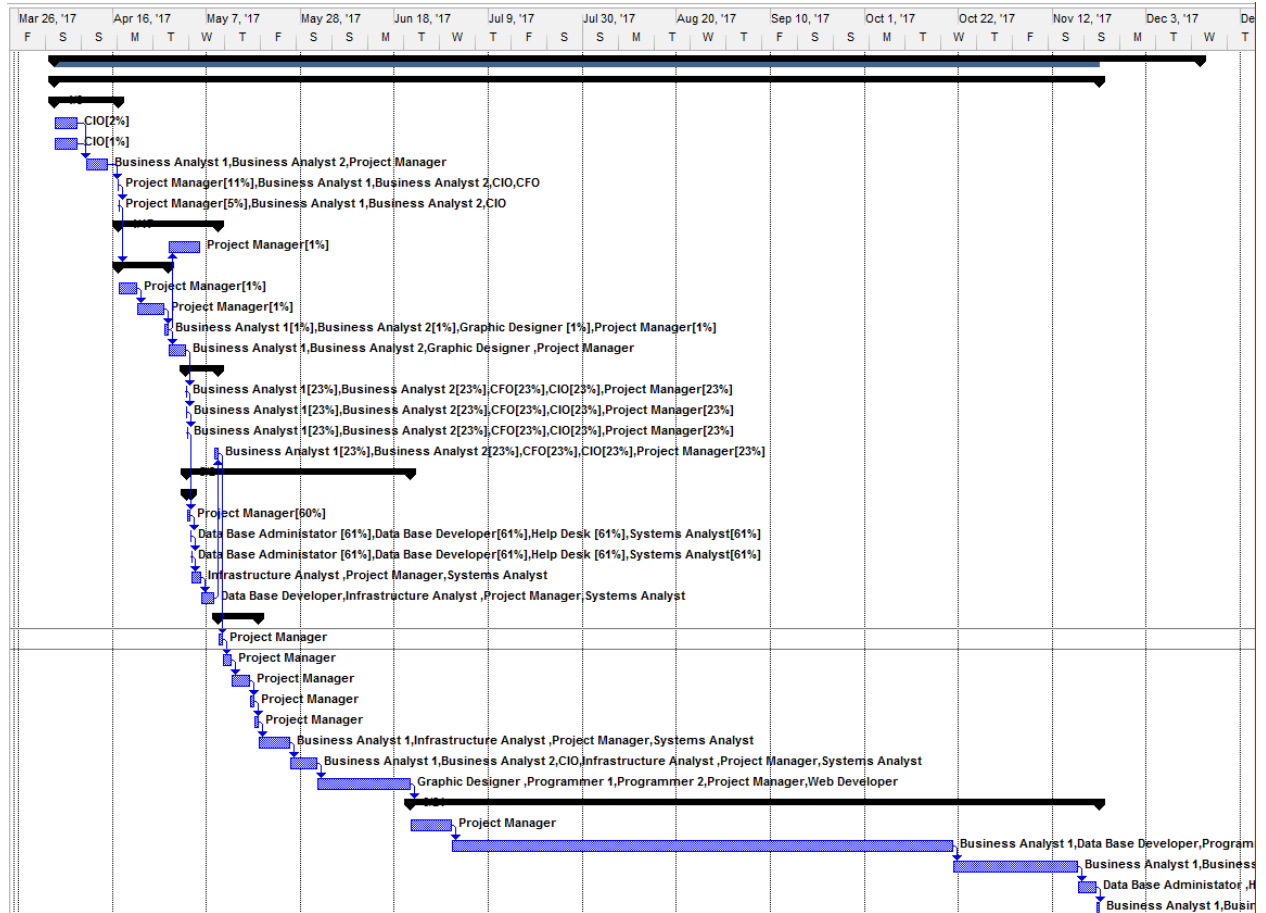 Mar 26, '17 Apr 16, '17 May 7, '17 May 28, '17 Jun 18, '17 Jul 9, '17 Jul 30, '17 Aug 20, '17 Sep 10, '17 Oct 1, '17 Oct 22, '17 Nov 12, '17 Dec 3, '17 De
F S S M T W T F S S M T W T F S S M T W T F S S M T W T F S S M T W T
CIO[2%]
CIO[1%]
Business Analyst 1,Business Analyst 2,Project Manager
Project Manager[11%],Business Analyst 1,Business Analyst 2,CIO,CFO
Project Manager[5%],Business Analyst 1,Business Analyst 2,CIO
Project Manager[1%]
Project Manager[1%]
Project Manager[1%]
Business Analyst 1[1%],Business Analyst 2[1%],Graphic Designer [1%],Project Manager[1%]
Business Analyst 1,Business Analyst 2,Graphic Designer ,Project Manager
Business Analyst 1[23%],Business Analyst 2[23%],CFO[23%],CIO[23%],Project Manager[23%]
Business Analyst 1[23%],Business Analyst 2[23%],CFO[23%],CIO[23%],Project Manager[23%]
Business Analyst 1[23%],Business Analyst 2[23%],CFO[23%],CIO[23%],Project Manager[23%]
Business Analyst 1[23%],Business Analyst 2[23%],CFO[23%],CIO[23%],Project Manager[23%]
Project Manager[60%]
Data Base Administator [61%],Data Base Developer[61%],Help Desk [61%],Systems Analyst[61%]
Data Base Administator [61%],Data Base Developer[61%],Help Desk [61%],Systems Analyst[61%]
Infrastructure Analyst ,Project Manager,Systems Analyst
Data Base Developer,Infrastructure Analyst ,Project Manager,Systems Analyst
Project Manager
Project Manager
Project Manager
Project Manager
Project Manager
Business Analyst 1,Infrastructure Analyst ,Project Manager,Systems Analyst
Business Analyst 1,Business Analyst 2,CIO,Infrastructure Analyst ,Project Manager,Systems Analyst
Graphic Designer ,Programmer 1,Programmer 2,Project Manager,Web Developer
Project Manager
Business Analyst 1,Data Base Developer,Program
Business Analyst 1,Business
Data Base Administator ,H
Business Analyst 1,Busin